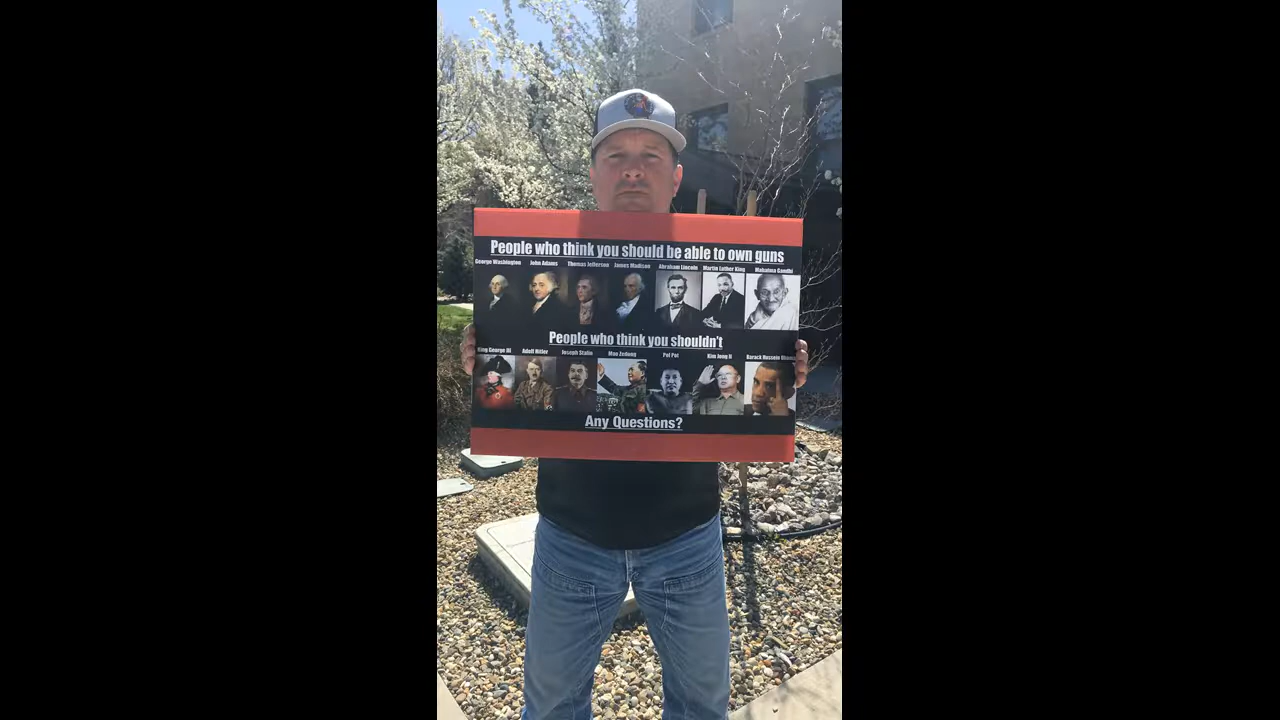 People who think you should be able to own guns
George Washington John Adams Thomas Jefferson James Madison Abraham Lincoln Martin Luther King Mahatma Gandhi
People who think you shouldn't
King George III Adolf Hitler Joseph Stalin Mao Zedong Pol Pot Kim Jong Il Barack Hussein Obama
Any Questions?